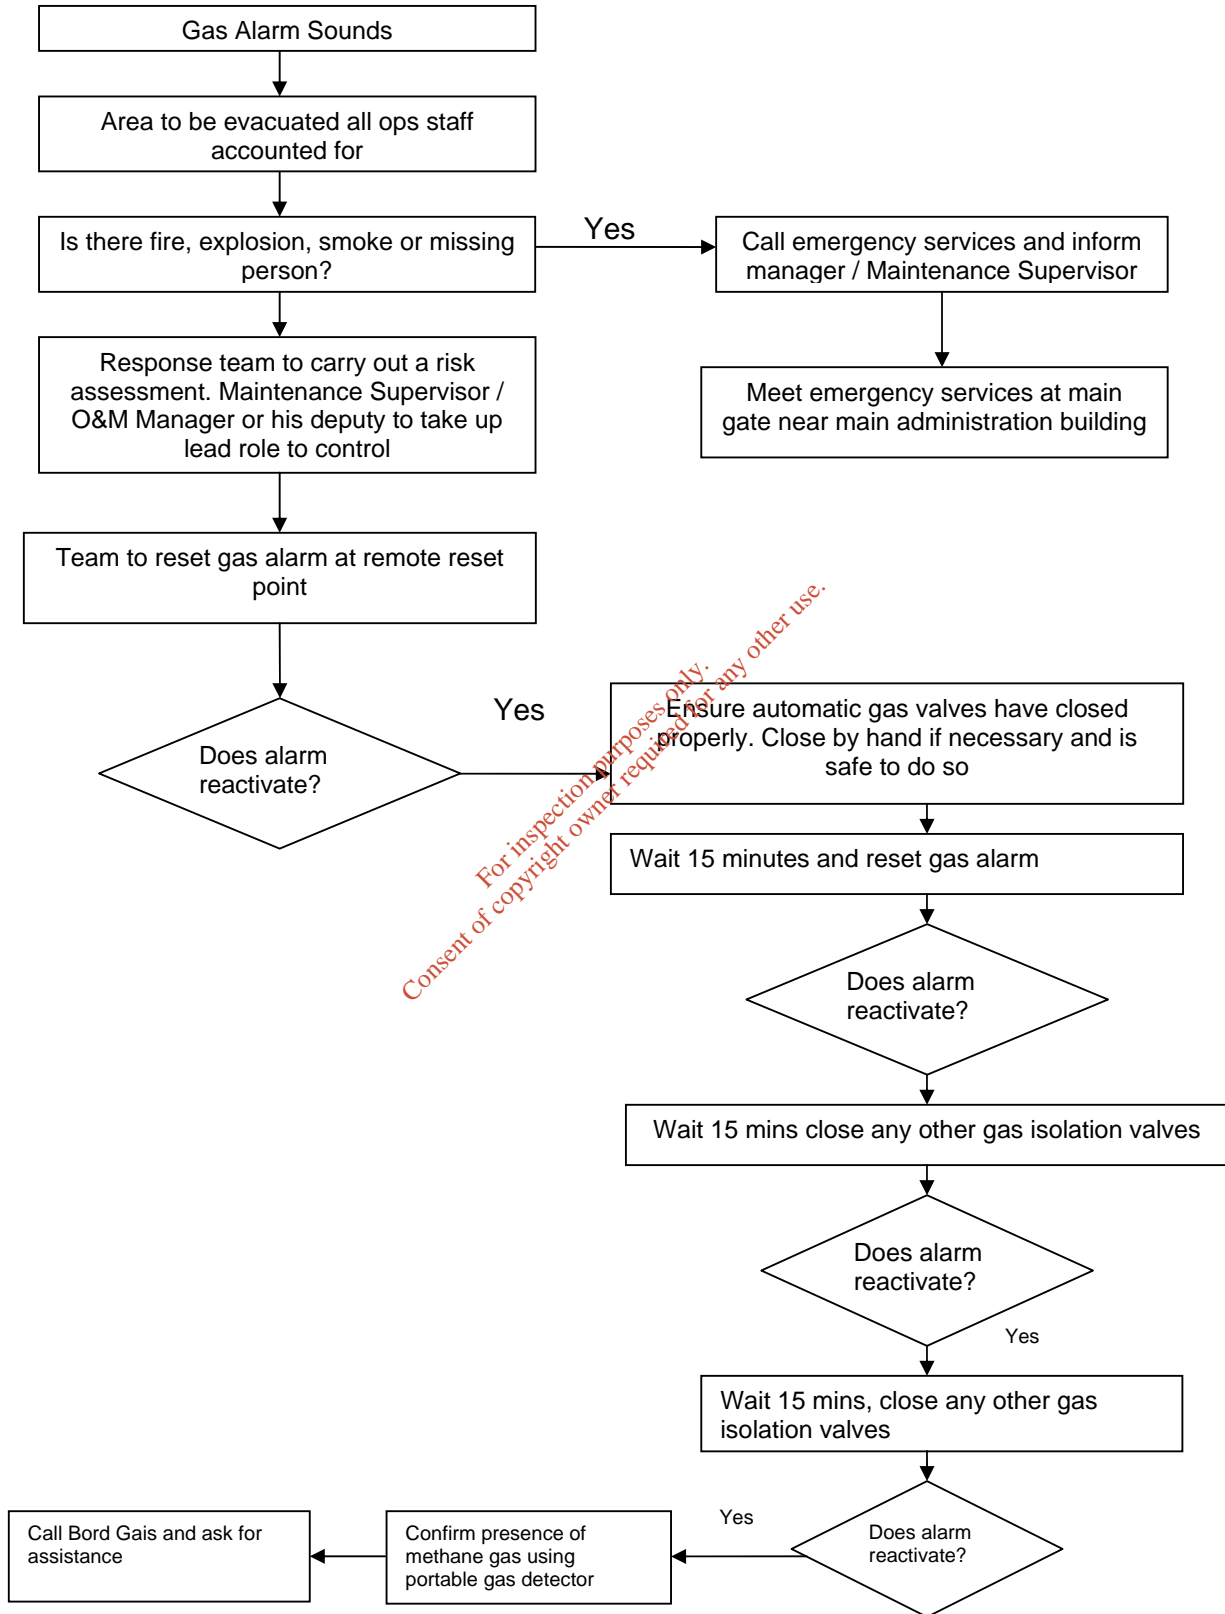 Gas Alarm Sounds
Area to be evacuated all ops staff
accounted for
Is there fire, explosion, smoke or missing
person?
Yes
Call emergency services and inform
manager / Maintenance Supervisor
Meet emergency services at main
gate near main administration building
Response team to carry out a risk
assessment. Maintenance Supervisor /
O&M Manager or his deputy to take up
lead role to control
Team to reset gas alarm at remote reset
point
Does alarm
reactivate?
Yes
Ensure automatic gas valves have closed
properly. Close by hand if necessary and is
safe to do so
For inspection purposes only.
Consent of copyright owner required for any other use.
Wait 15 minutes and reset gas alarm
Does alarm
reactivate?
Wait 15 mins close any other gas isolation valves
Does alarm
reactivate?
Yes
Wait 15 mins, close any other gas
isolation valves
Does alarm
reactivate?
Yes
Confirm presence of
methane gas using
portable gas detector
Call Bord Gais and ask for
assistance